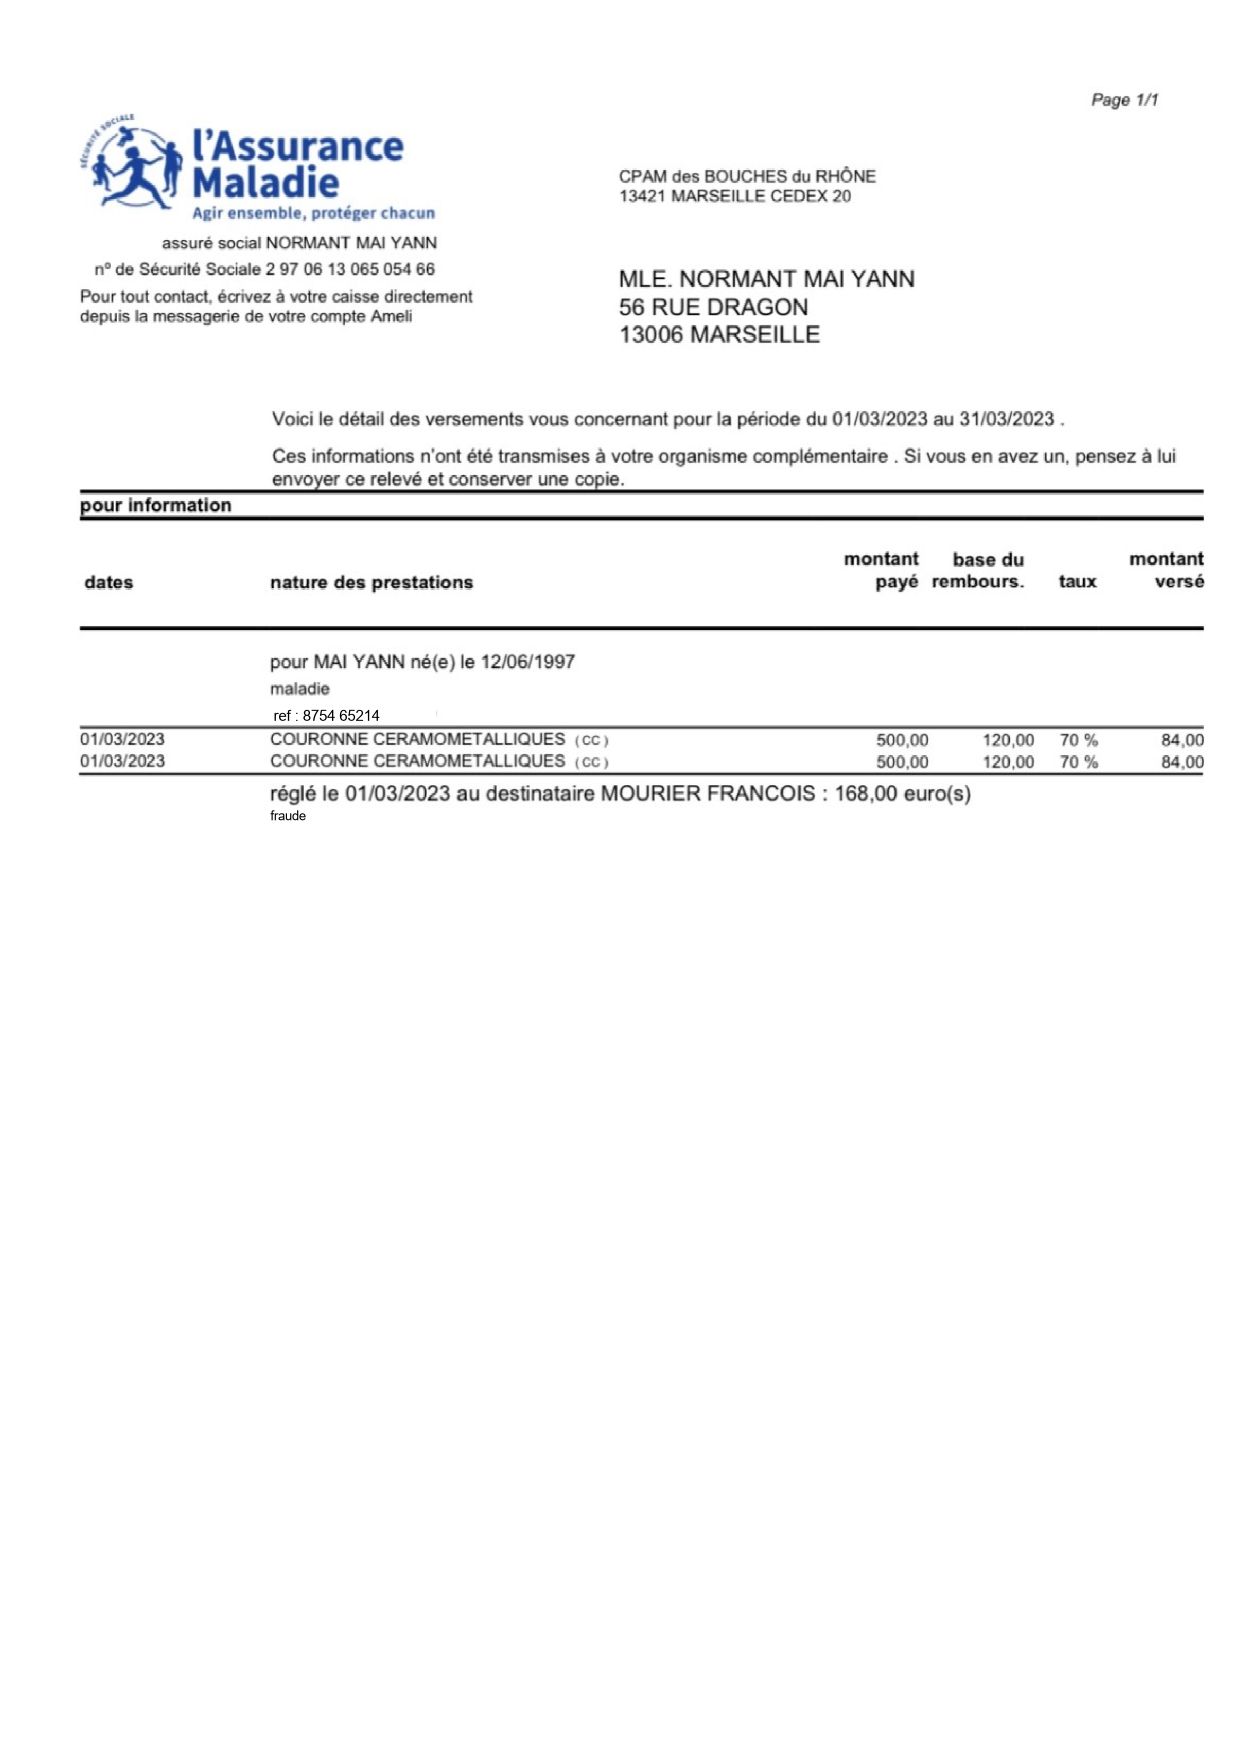 Page 1/1
SÉCURITÉ SOCIALE
l'Assurance
Maladie
Agir ensemble, protéger chacun
CPAM des BOUCHES du RHÔNE
13421 MARSEILLE CEDEX 20
assuré social NORMANT MAI YANN
nº de Sécurité Sociale 2 97 06 13 065 054 66
Pour tout contact, écrivez à votre caisse directement
depuis la messagerie de votre compte Ameli
MLE. NORMANT MAI YANN
56 RUE DRAGON
13006 MARSEILLE
Voici le détail des versements vous concernant pour la période du 01/03/2023 au 31/03/2023 .
Ces informations n'ont été transmises à votre organisme complémentaire . Si vous en avez un, pensez à lui
envoyer ce relevé et conserver une copie.
pour information
dates nature des prestations montant payé base du rembours. taux montant versé
pour MAI YANN né(e) le 12/06/1997
maladie
ref : 8754 65214
01/03/2023 COURONNE CERAMOMETALLIQUES (CC) 500,00 120,00 70 % 84,00
01/03/2023 COURONNE CERAMOMETALLIQUES (CC) 500,00 120,00 70 % 84,00
réglé le 01/03/2023 au destinataire MOURIER FRANCOIS : 168,00 euro(s)
fraude